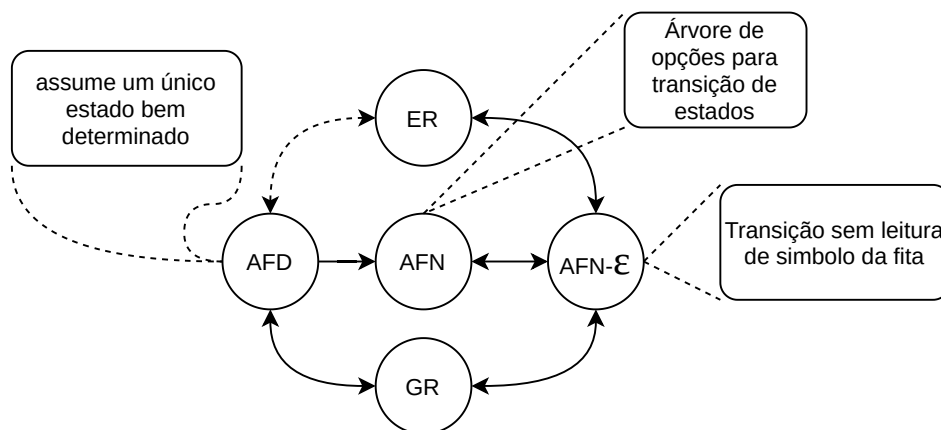 assume um único
estado bem
determinado
Árvore de
opções para
transição de
estados
ER
AFD
AFN
AFN-ε
Transição sem leitura
de simbolo da fita
GR